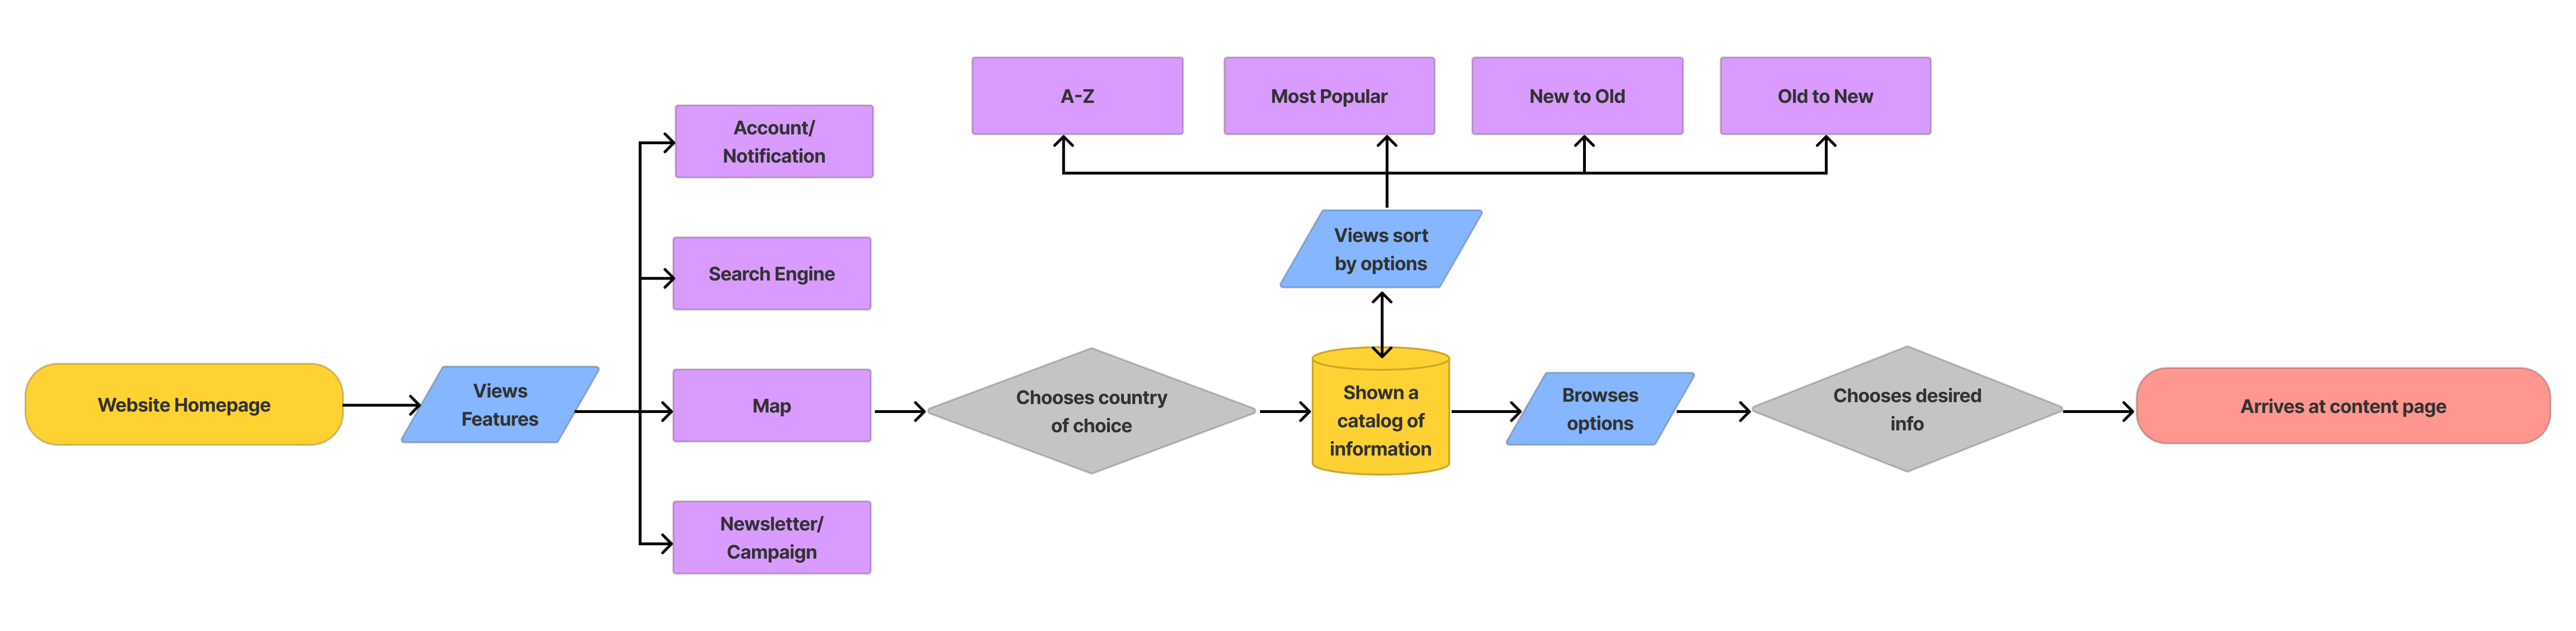 A-Z
Most Popular
New to Old
Old to New
Account/
Notification
Views sort
by options
Search Engine
Website Homepage
Views
Features
Map
Chooses country
of choice
Shown a
catalog of
information
Browses
options
Chooses desired
info
Arrives at content page
Newsletter/
Campaign